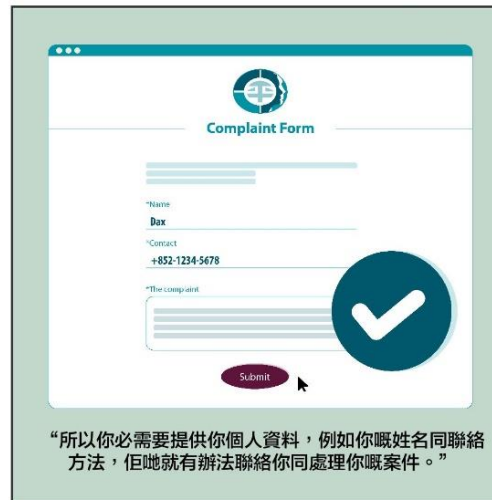 Complaint Form
*Name
Dax
*Contact
+852-1234-5678
*The complaint
Submit
“所以你必需要提供你個人資料，例如你嘅姓名同聯絡
方法，佢哋就有辦法聯絡你同處理你嘅案件。”